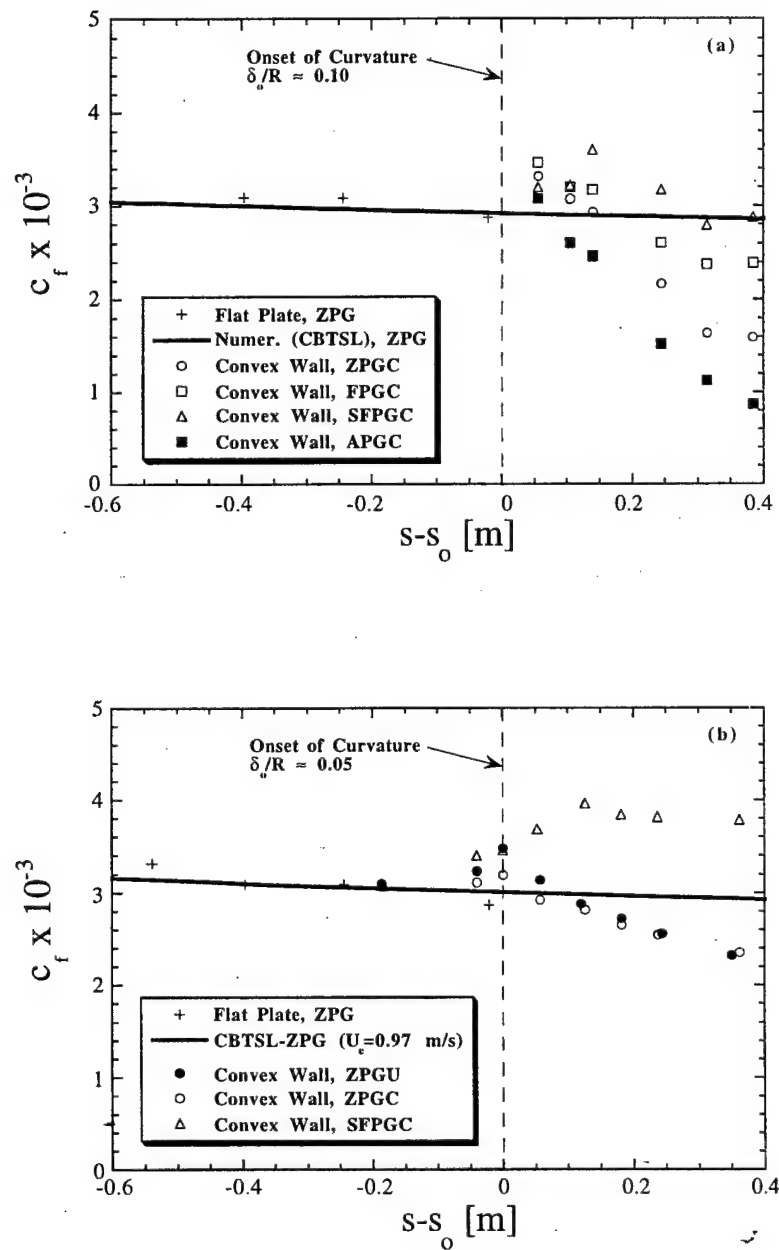 (a)
Onset of Curvature
δₒ/R ≈ 0.10
5
4
3
2
1
0
c_f x 10⁻³
+ Flat Plate, ZPG
Numer. (CBTSL), ZPG
Convex Wall, ZPGC
Convex Wall, FPGC
Convex Wall, SFPGC
Convex Wall, APGC
-0.6 -0.4 -0.2 0 0.2 0.4
s-sₒ [m]
(b)
Onset of Curvature
δₒ/R ≈ 0.05
5
4
3
2
1
0
c_f x 10⁻³
+ Flat Plate, ZPG
CBTSL-ZPG (Uₑ=0.97 m/s)
Convex Wall, ZPGU
Convex Wall, ZPGC
Convex Wall, SFPGC
-0.6 -0.4 -0.2 0 0.2 0.4
s-sₒ [m]